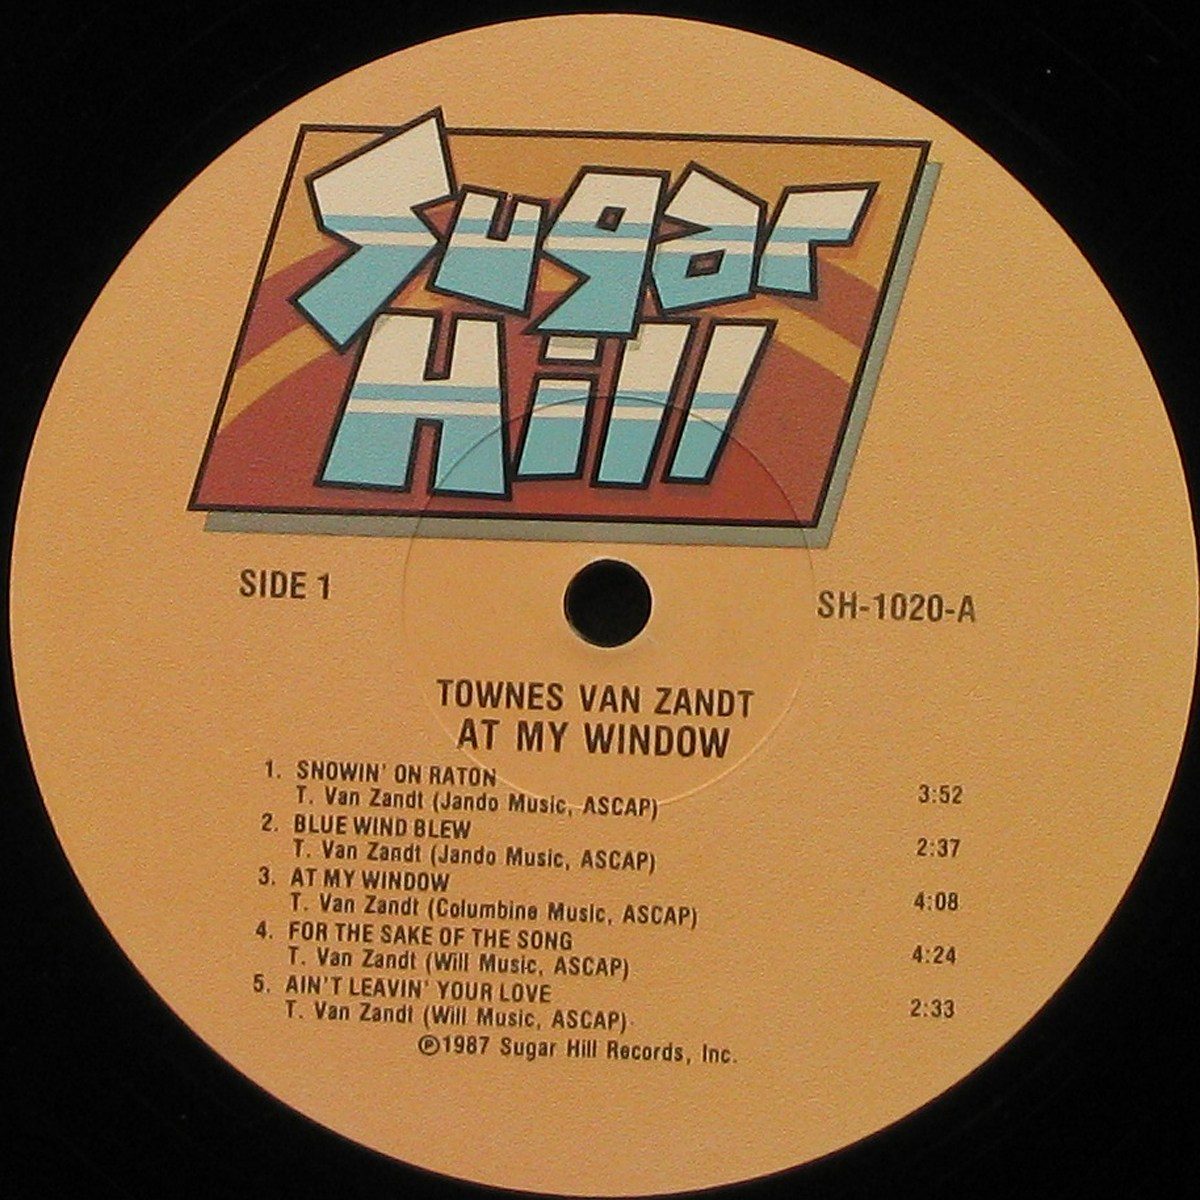 Sugar
Hill
SIDE 1
SH-1020-A
TOWNES VAN ZANDT
AT MY WINDOW
1. SNOWIN' ON RATON
T. Van Zandt (Jando Music, ASCAP) 3:52
2. BLUE WIND BLEW
T. Van Zandt (Jando Music, ASCAP) 2:37
3. AT MY WINDOW
T. Van Zandt (Columbine Music, ASCAP) 4:08
4. FOR THE SAKE OF THE SONG
T. Van Zandt (Will Music, ASCAP) 4:24
5. AIN'T LEAVIN' YOUR LOVE
T. Van Zandt (Will Music, ASCAP) 2:33
℗1987 Sugar Hill Records, Inc.